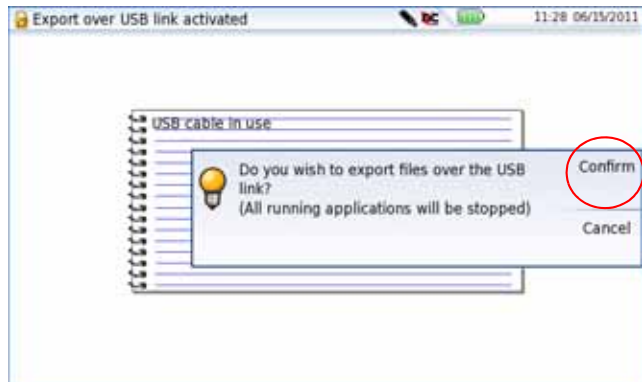 Export over USB link activated
11:28 06/15/2011
USB cable in use
Do you wish to export files over the USB
link?
(All running applications will be stopped)
Confirm
Cancel